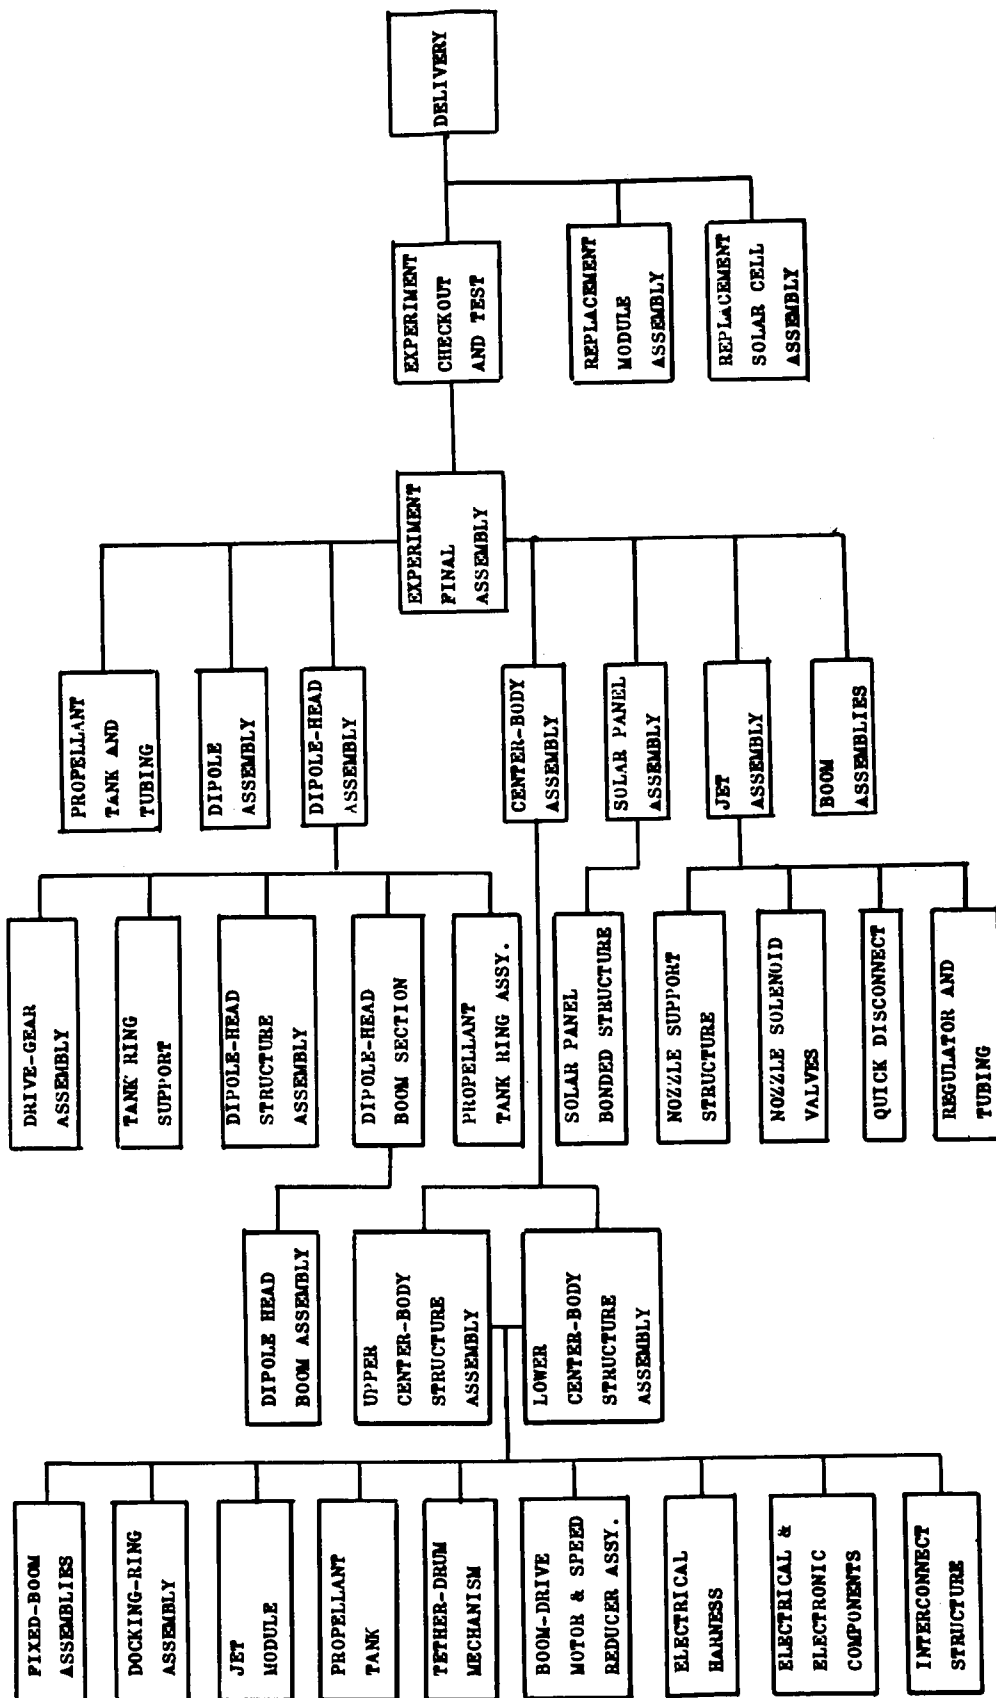 FIXED-BOOM
ASSEMBLIES
DOCKING-RING
ASSEMBLY
JET
MODULE
PROPELLANT
TANK
TETHER-DRUM
MECHANISM
BOOM-DRIVE
MOTOR & SPEED
REDUCER ASSY.
ELECTRICAL
HARNESS
ELECTRICAL &
ELECTRONIC
COMPONENTS
INTERCONNECT
STRUCTURE
DIPOLE HEAD
BOOM ASSEMBLY
UPPER
CENTER-BODY
STRUCTURE
ASSEMBLY
LOWER
CENTER-BODY
STRUCTURE
ASSEMBLY
DRIVE-GEAR
ASSEMBLY
TANK RING
SUPPORT
DIPOLE-HEAD
STRUCTURE
ASSEMBLY
DIPOLE-HEAD
BOOM SECTION
PROPELLANT
TANK RING ASSY.
SOLAR PANEL
BONDED STRUCTURE
NOZZLE SUPPORT
STRUCTURE
NOZZLE SOLENOID
VALVES
QUICK DISCONNECT
REGULATOR AND
TUBING
PROPELLANT
TANK AND
TUBING
DIPOLE
ASSEMBLY
DIPOLE-HEAD
ASSEMBLY
CENTER-BODY
ASSEMBLY
SOLAR PANEL
ASSEMBLY
JET
ASSEMBLY
BOOM
ASSEMBLIES
EXPERIMENT
FINAL
ASSEMBLY
EXPERIMENT
CHECKOUT
AND TEST
REPLACEMENT
MODULE
ASSEMBLY
REPLACEMENT
SOLAR CELL
ASSEMBLY
DELIVERY